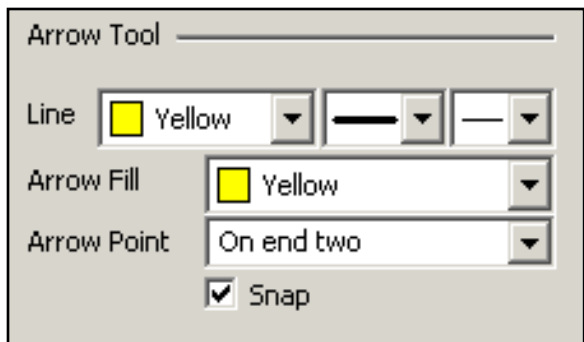 Arrow Tool
Line Yellow
Arrow Fill Yellow
Arrow Point On end two
Snap